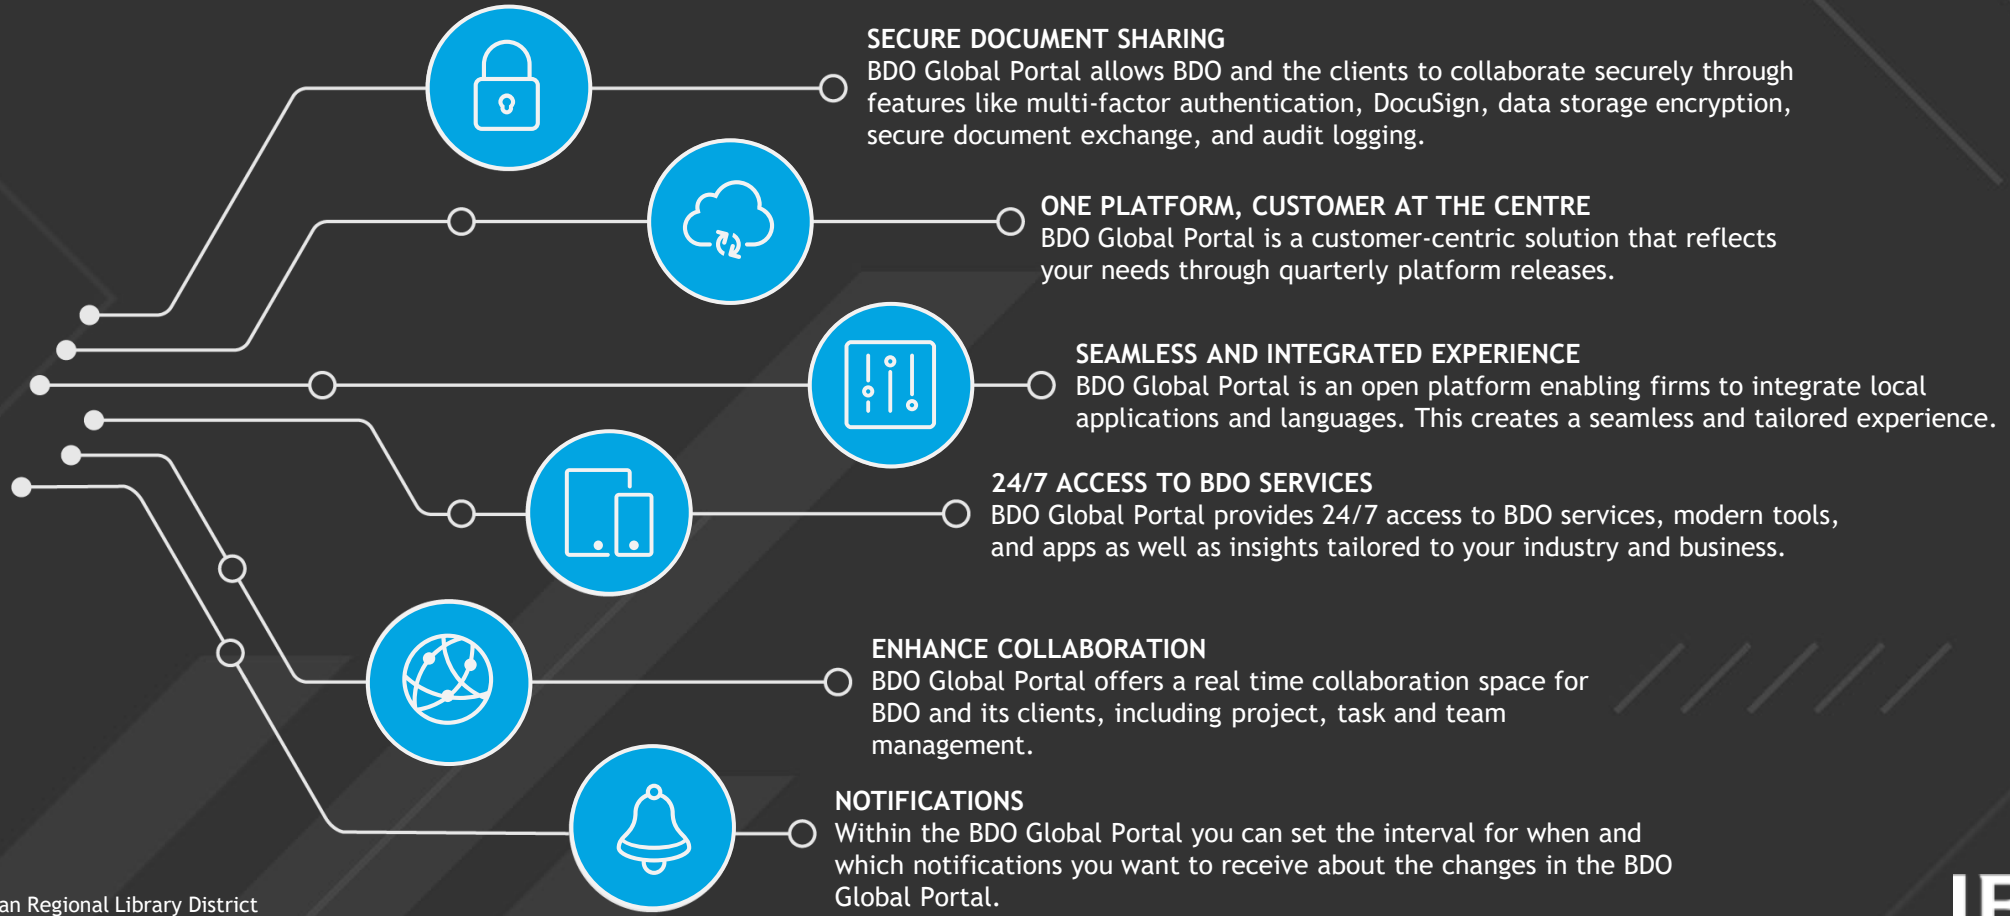 SECURE DOCUMENT SHARING
BDO Global Portal allows BDO and the clients to collaborate securely through
features like multi-factor authentication, DocuSign, data storage encryption,
secure document exchange, and audit logging.
ONE PLATFORM, CUSTOMER AT THE CENTRE
BDO Global Portal is a customer-centric solution that reflects
your needs through quarterly platform releases.
SEAMLESS AND INTEGRATED EXPERIENCE
BDO Global Portal is an open platform enabling firms to integrate local
applications and languages. This creates a seamless and tailored experience.
24/7 ACCESS TO BDO SERVICES
BDO Global Portal provides 24/7 access to BDO services, modern tools,
and apps as well as insights tailored to your industry and business.
ENHANCE COLLABORATION
BDO Global Portal offers a real time collaboration space for
BDO and its clients, including project, task and team
management.
NOTIFICATIONS
Within the BDO Global Portal you can set the interval for when and
which notifications you want to receive about the changes in the BDO
Global Portal.
an Regional Library District